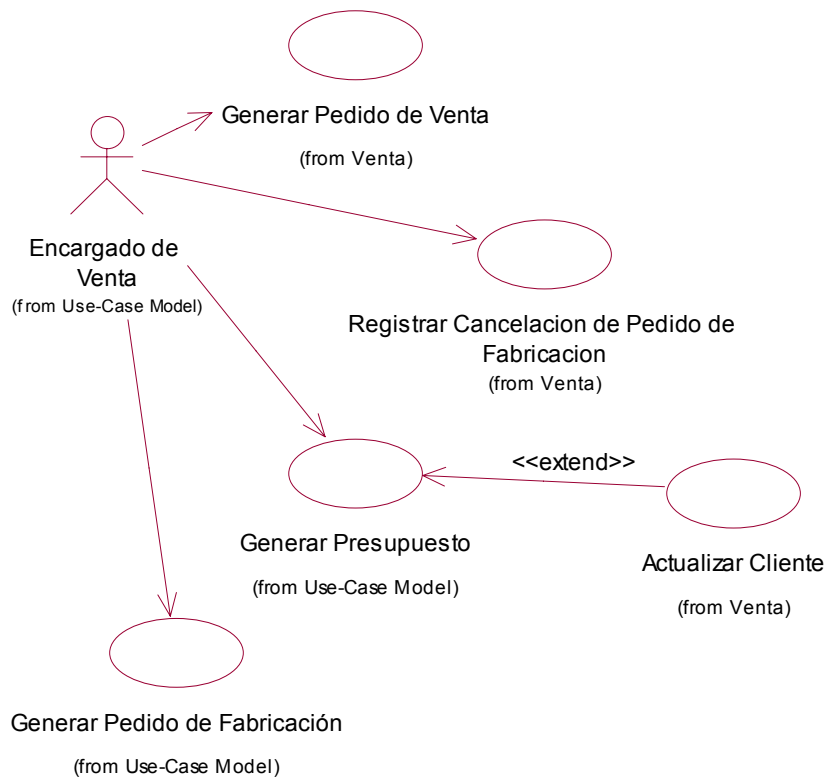 Generar Pedido de Venta
(from Venta)
Encargado de
Venta
(from Use-Case Model)
Registrar Cancelacion de Pedido de
Fabricacion
(from Venta)
<<extend>>
Generar Presupuesto
(from Use-Case Model)
Actualizar Cliente
(from Venta)
Generar Pedido de Fabricación
(from Use-Case Model)